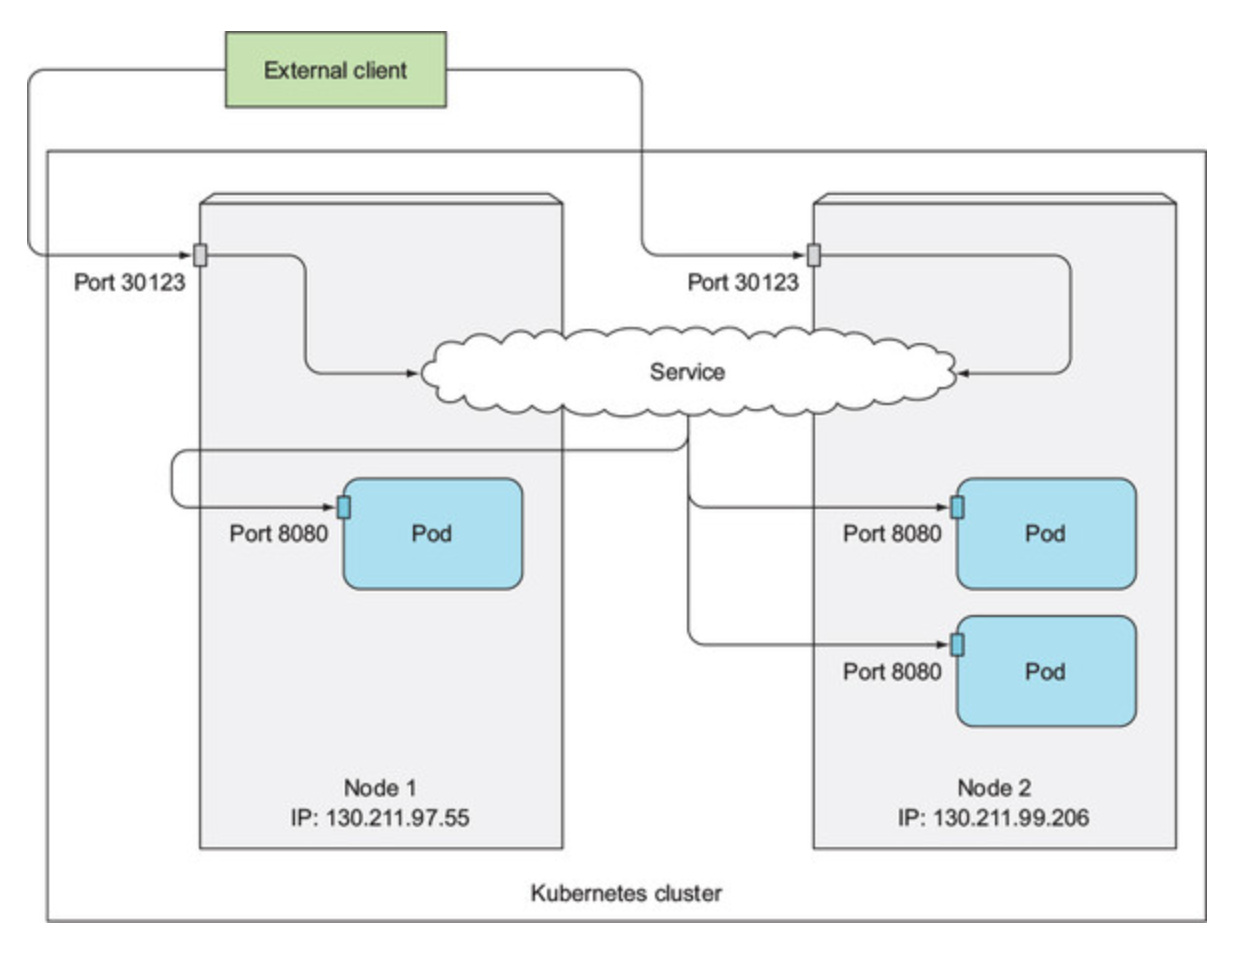 External client
Port 30123
Port 30123
Service
Port 8080
Pod
Port 8080
Pod
Port 8080
Pod
Node 1
IP: 130.211.97.55
Node 2
IP: 130.211.99.206
Kubernetes cluster